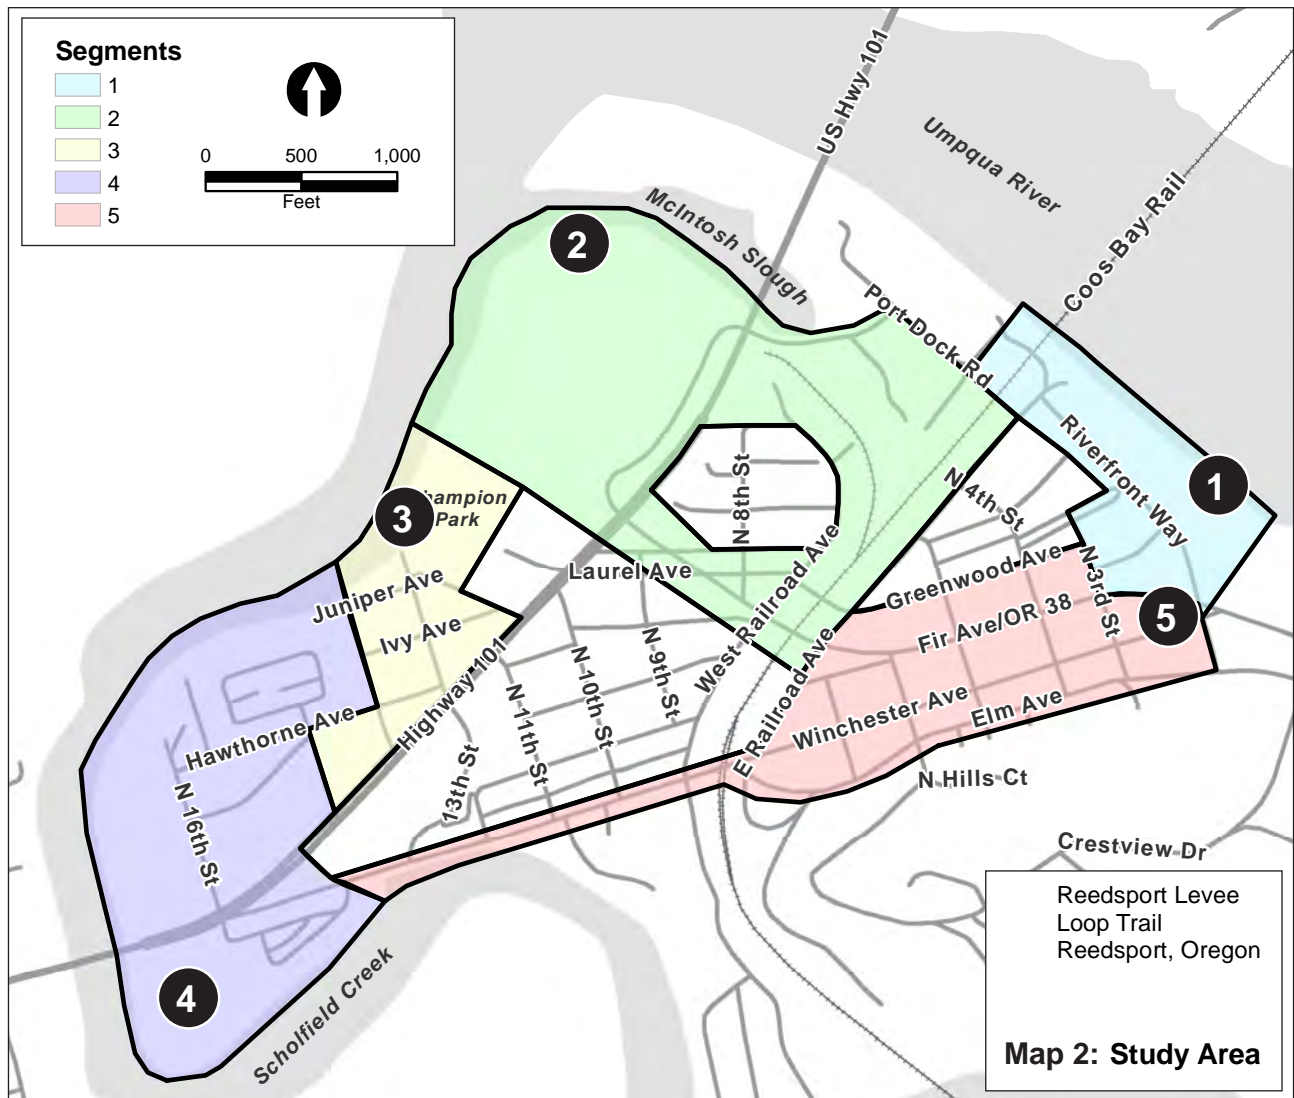 Segments
1
2
3
4
5
0 500 1,000
Feet
US Hwy 101
Umpqua River
Coos Bay Rail
McIntosh Slough
2
Port Dock Rd
Riverfront Way
1
N 4th St
N 8th St
Champion
Park
3
Laurel Ave
West Railroad Ave
Greenwood Ave
N 3rd St
Juniper Ave
Ivy Ave
Fir Ave/OR 38
5
N 9th St
N 10th St
N 11th St
Highway 101
E Railroad Ave
Winchester Ave
Elm Ave
Hawthorne Ave
13th St
N Hills Ct
N 16th St
Crestview Dr
4
Scholfield Creek
Reedsport Levee
Loop Trail
Reedsport, Oregon
Map 2: Study Area